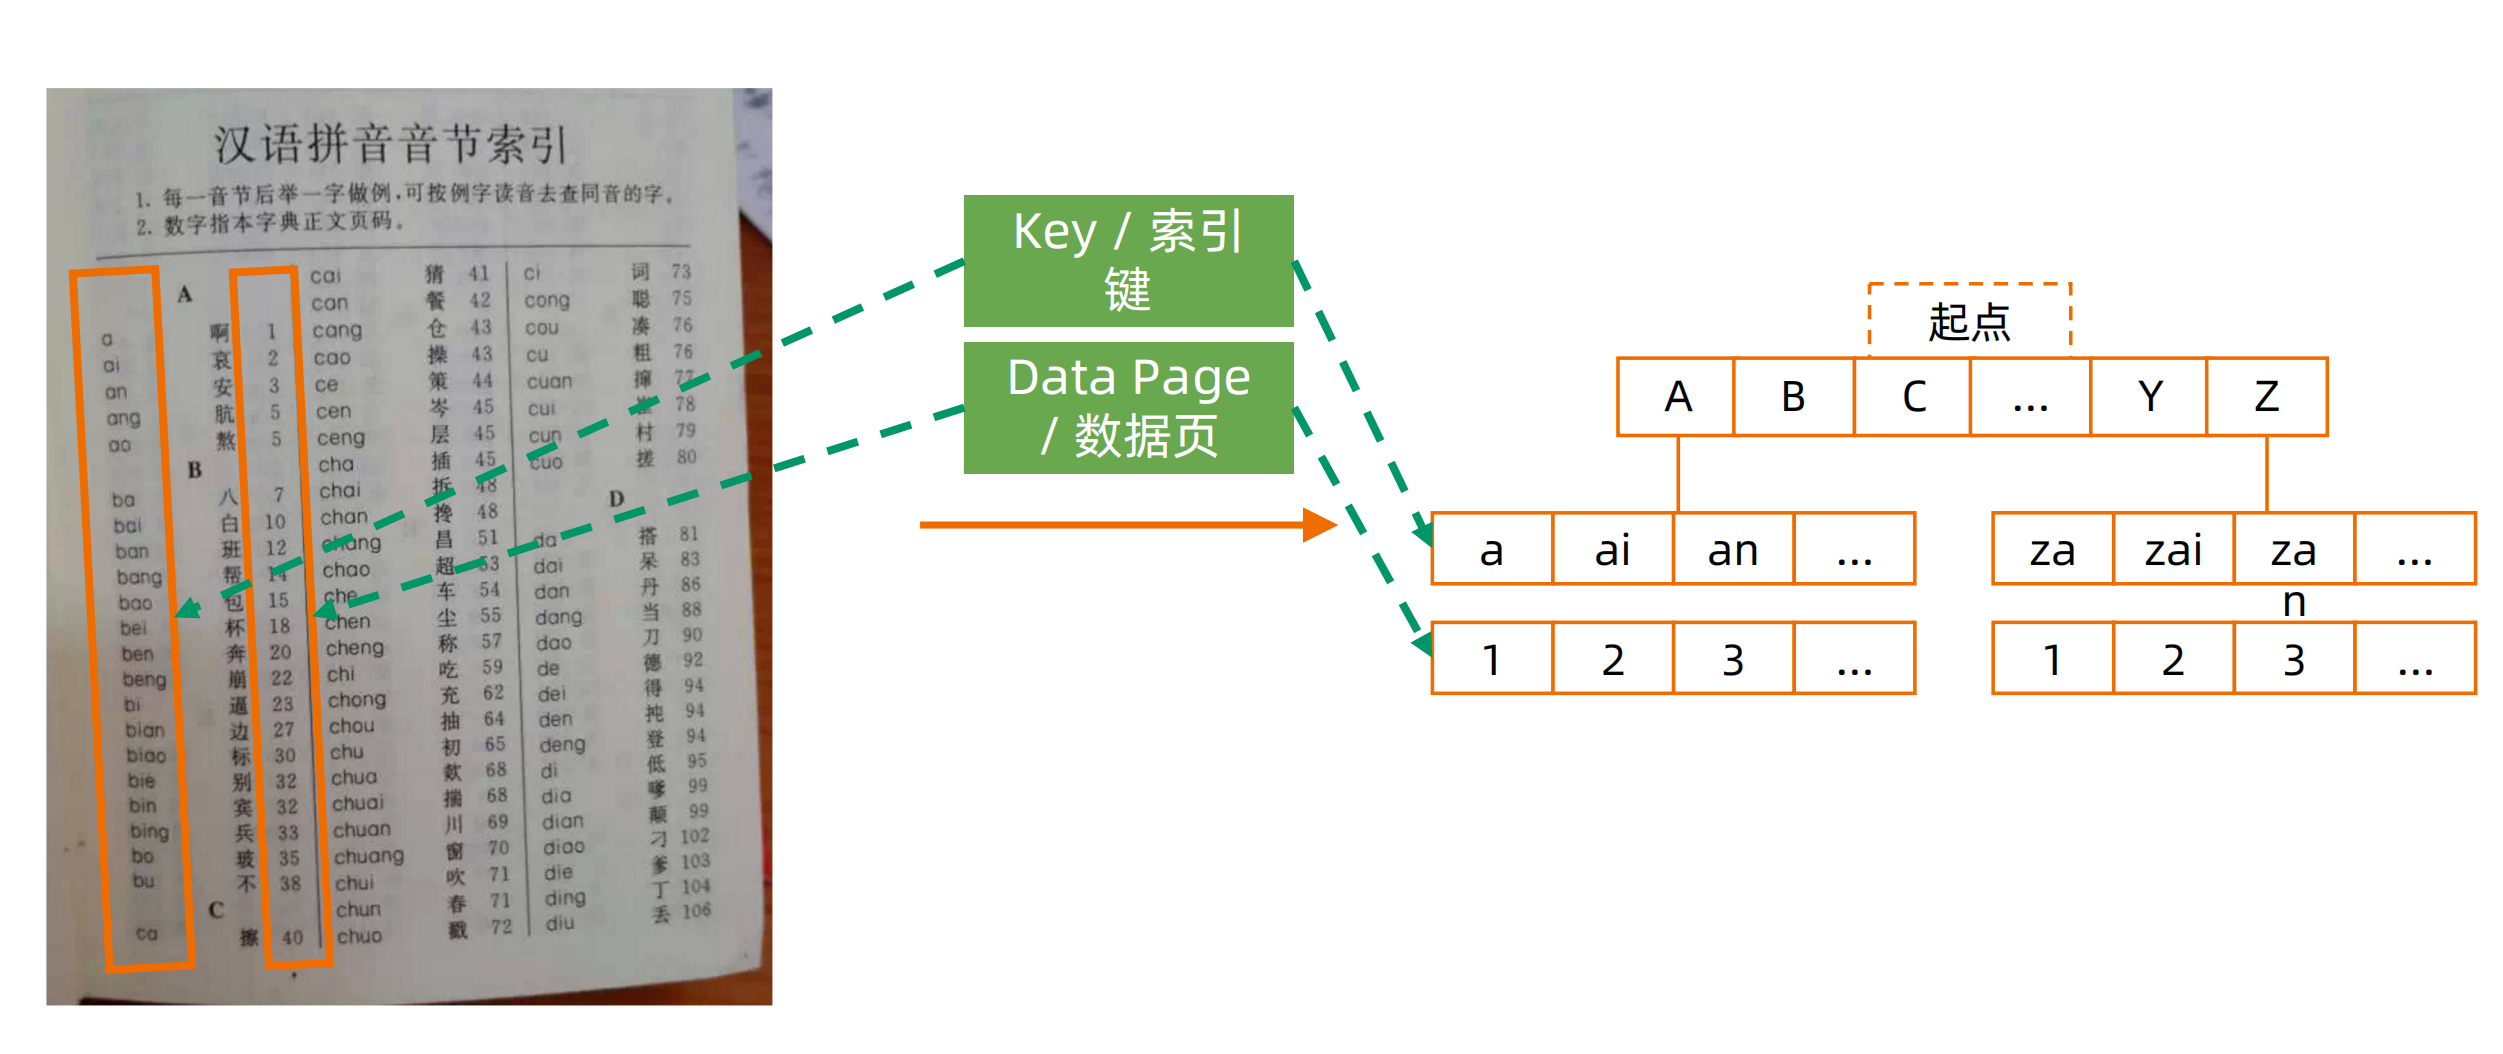 汉语拼音音节索引
1. 每一音节后举一字做例,可按例字读音去查同音的字。
2. 数字指本字典正文页码。
A
a 啊 1
ai 哀 2
an 安 3
ang 肮 5
ao 熬 5
B
ba 八 7
bai 白 10
ban 班 12
bang 帮 14
bao 包 15
bei 杯 18
ben 奔 20
beng 崩 22
bi 逼 23
bian 边 27
biao 标 30
bie 别 32
bin 宾 32
bing 兵 33
bo 玻 35
bu 不 38
C
ca 擦 40
cai 猜 41
can 餐 42
cang 仓 43
cao 操 43
ce 策 44
cen 岑 45
ceng 层 45
cha 插 45
chai 拆 48
chan 搀 48
chang 昌 51
chao 超 53
che 车 54
chen 尘 55
cheng 称 57
chi 吃 59
chong 充 62
chou 抽 64
chu 初 65
chua 欻 68
chuai 揣 68
chuan 川 69
chuang 窗 70
chui 吹 71
chun 春 71
chuo 戳 72
ci 词 73
cong 聪 75
cou 凑 76
cu 粗 76
cuan 撺 77
cui 崔 78
cun 村 79
cuo 搓 80
D
da 搭 81
dai 呆 83
dan 丹 86
dang 当 88
dao 刀 90
de 德 92
dei 得 94
den 扽 94
deng 登 94
di 低 95
dia 嗲 99
dian 颠 99
diao 刁 102
die 爹 103
ding 丁 104
diu 丢 106
Key / 索引
键
Data Page
/ 数据页
起点
A B C ... Y Z
a ai an ...
1 2 3 ...
za zai za ...
n
1 2 3 ...